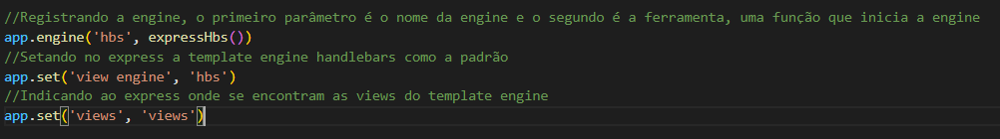 //Registrando a engine, o primeiro parâmetro é o nome da engine e o segundo é a ferramenta, uma função que inicia a engine
app.engine('hbs', expressHbs())
//Setando no express a template engine handlebars como a padrão
app.set('view engine', 'hbs')
//Indicando ao express onde se encontram as views do template engine
app.set('views', 'views')